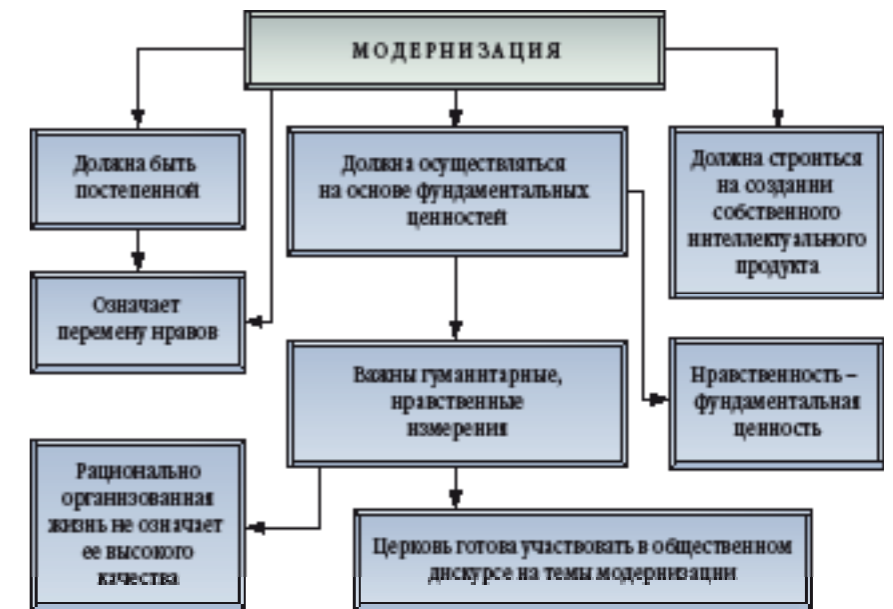 МОДЕРНИЗАЦИЯ
Должна быть
постепенной
Должна осуществляться
на основе фундаментальных
ценностей
Должна строиться
на создании
собственного
интеллектуального
продукта
Означает
перемену нравов
Важны гуманитарные,
нравственные
измерения
Нравственность –
фундаментальная
ценность
Рационально
организованная
жизнь не означает
ее высокого
качества
Церковь готова участвовать в общественном
дискурсе на темы модернизации